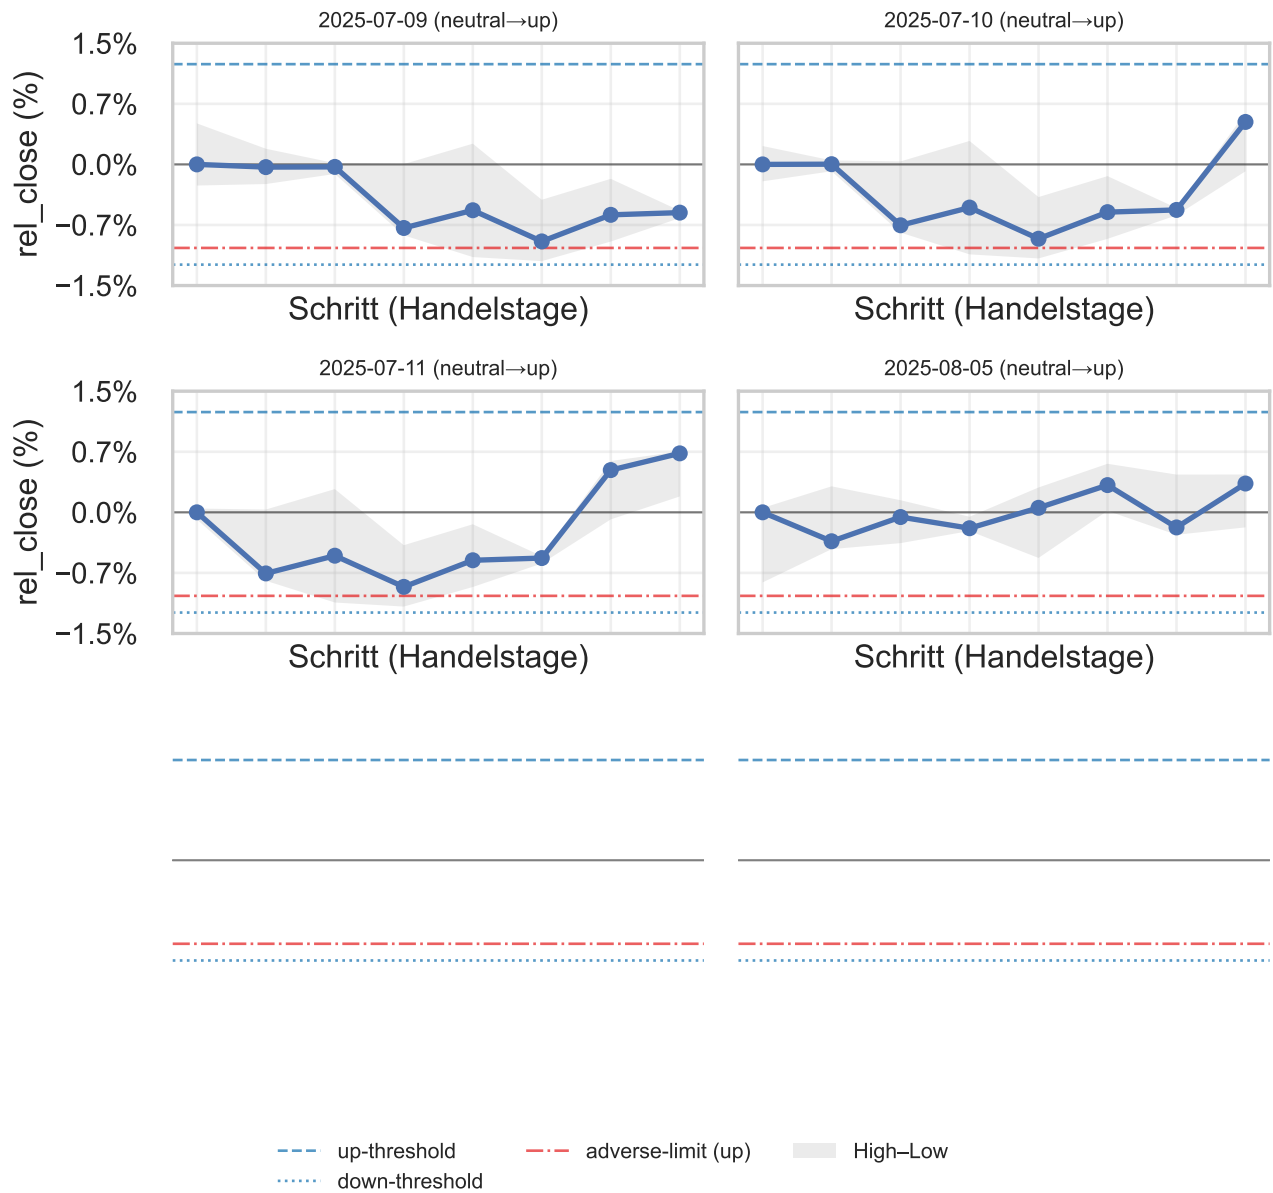 2025-07-09 (neutral→up)
2025-07-10 (neutral→up)
1.5%
0.7%
0.0%
−0.7%
−1.5%
rel_close (%)
Schritt (Handelstage)
Schritt (Handelstage)
2025-07-11 (neutral→up)
2025-08-05 (neutral→up)
1.5%
0.7%
0.0%
−0.7%
−1.5%
rel_close (%)
Schritt (Handelstage)
Schritt (Handelstage)
up-threshold
down-threshold
adverse-limit (up)
High–Low